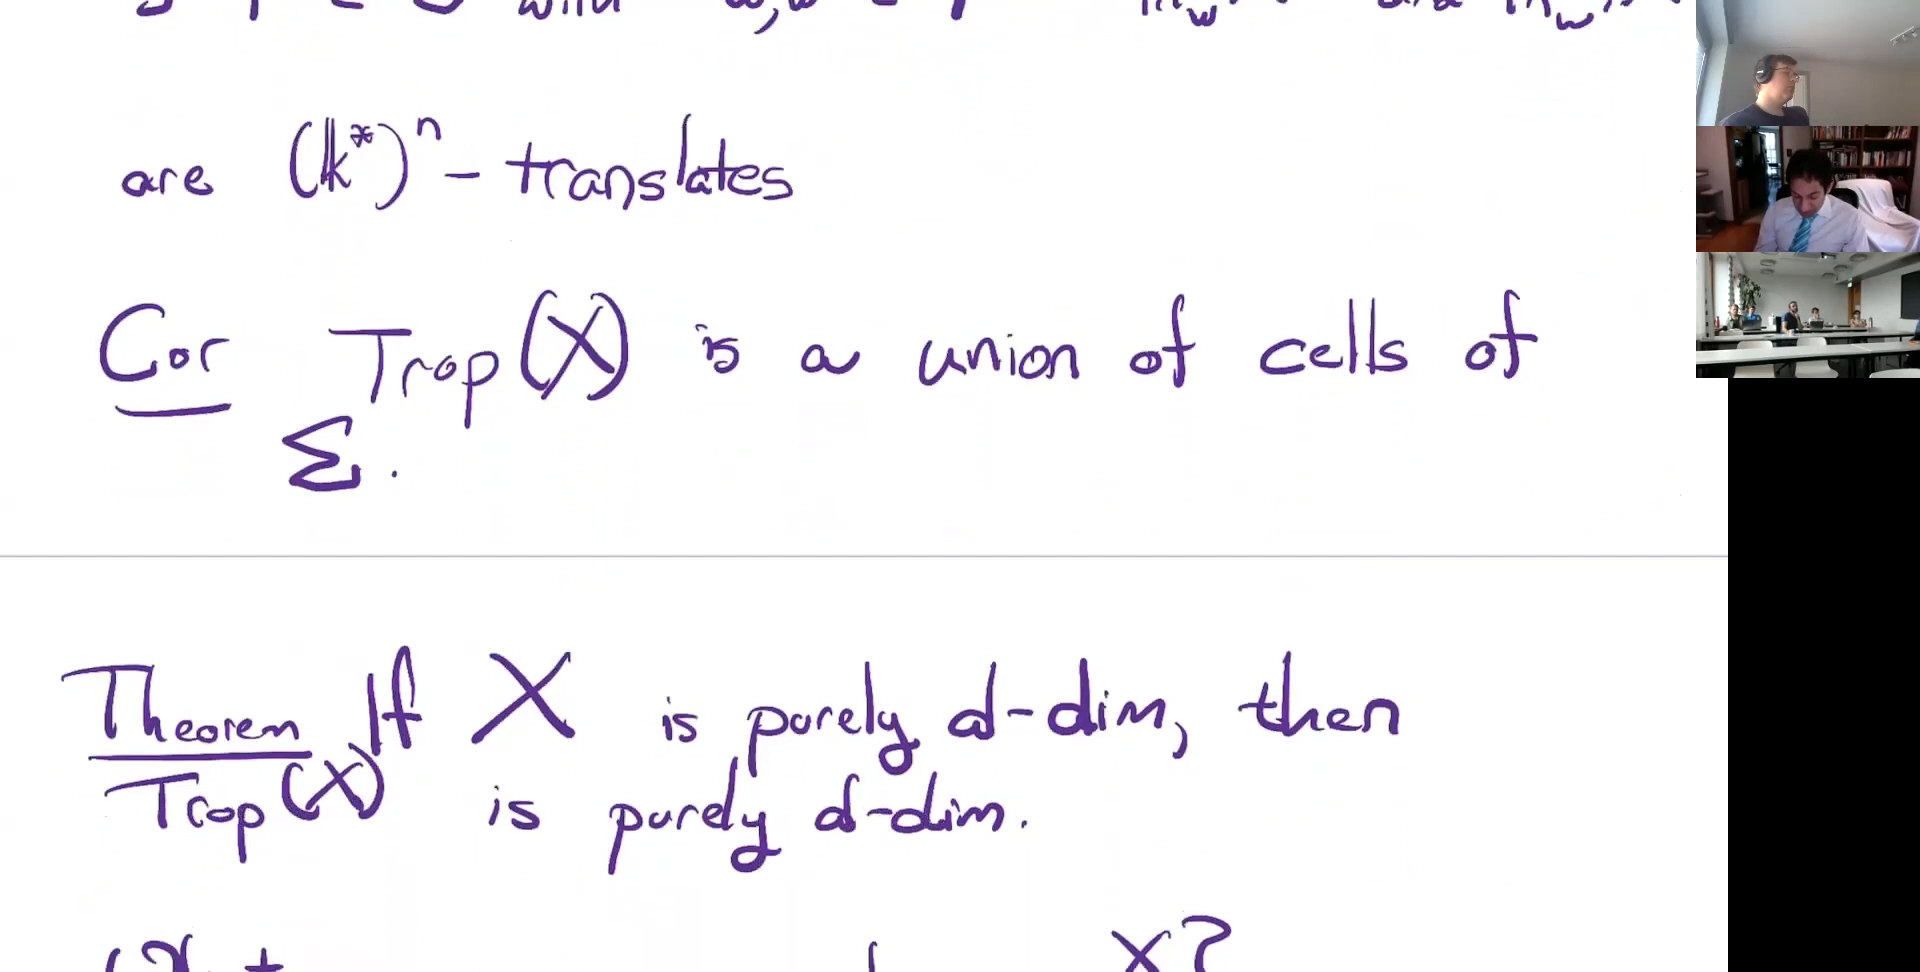 with w, w
are (k*)ⁿ - translates
Cor Trop(X) is a union of cells of
Σ.
Theorem If X is purely d-dim, then
Trop(X) is purely d-dim.
X?